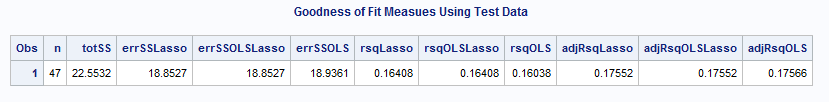 Goodness of Fit Measues Using Test Data
Obs n totSS errSSLasso errSSOLSLasso errSSOLS rsqLasso rsqOLSLasso rsqOLS adjRsqLasso adjRsqOLSLasso adjRsqOLS
1 47 22.5532 18.8527 18.8527 18.9361 0.16408 0.16408 0.16038 0.17552 0.17552 0.17566